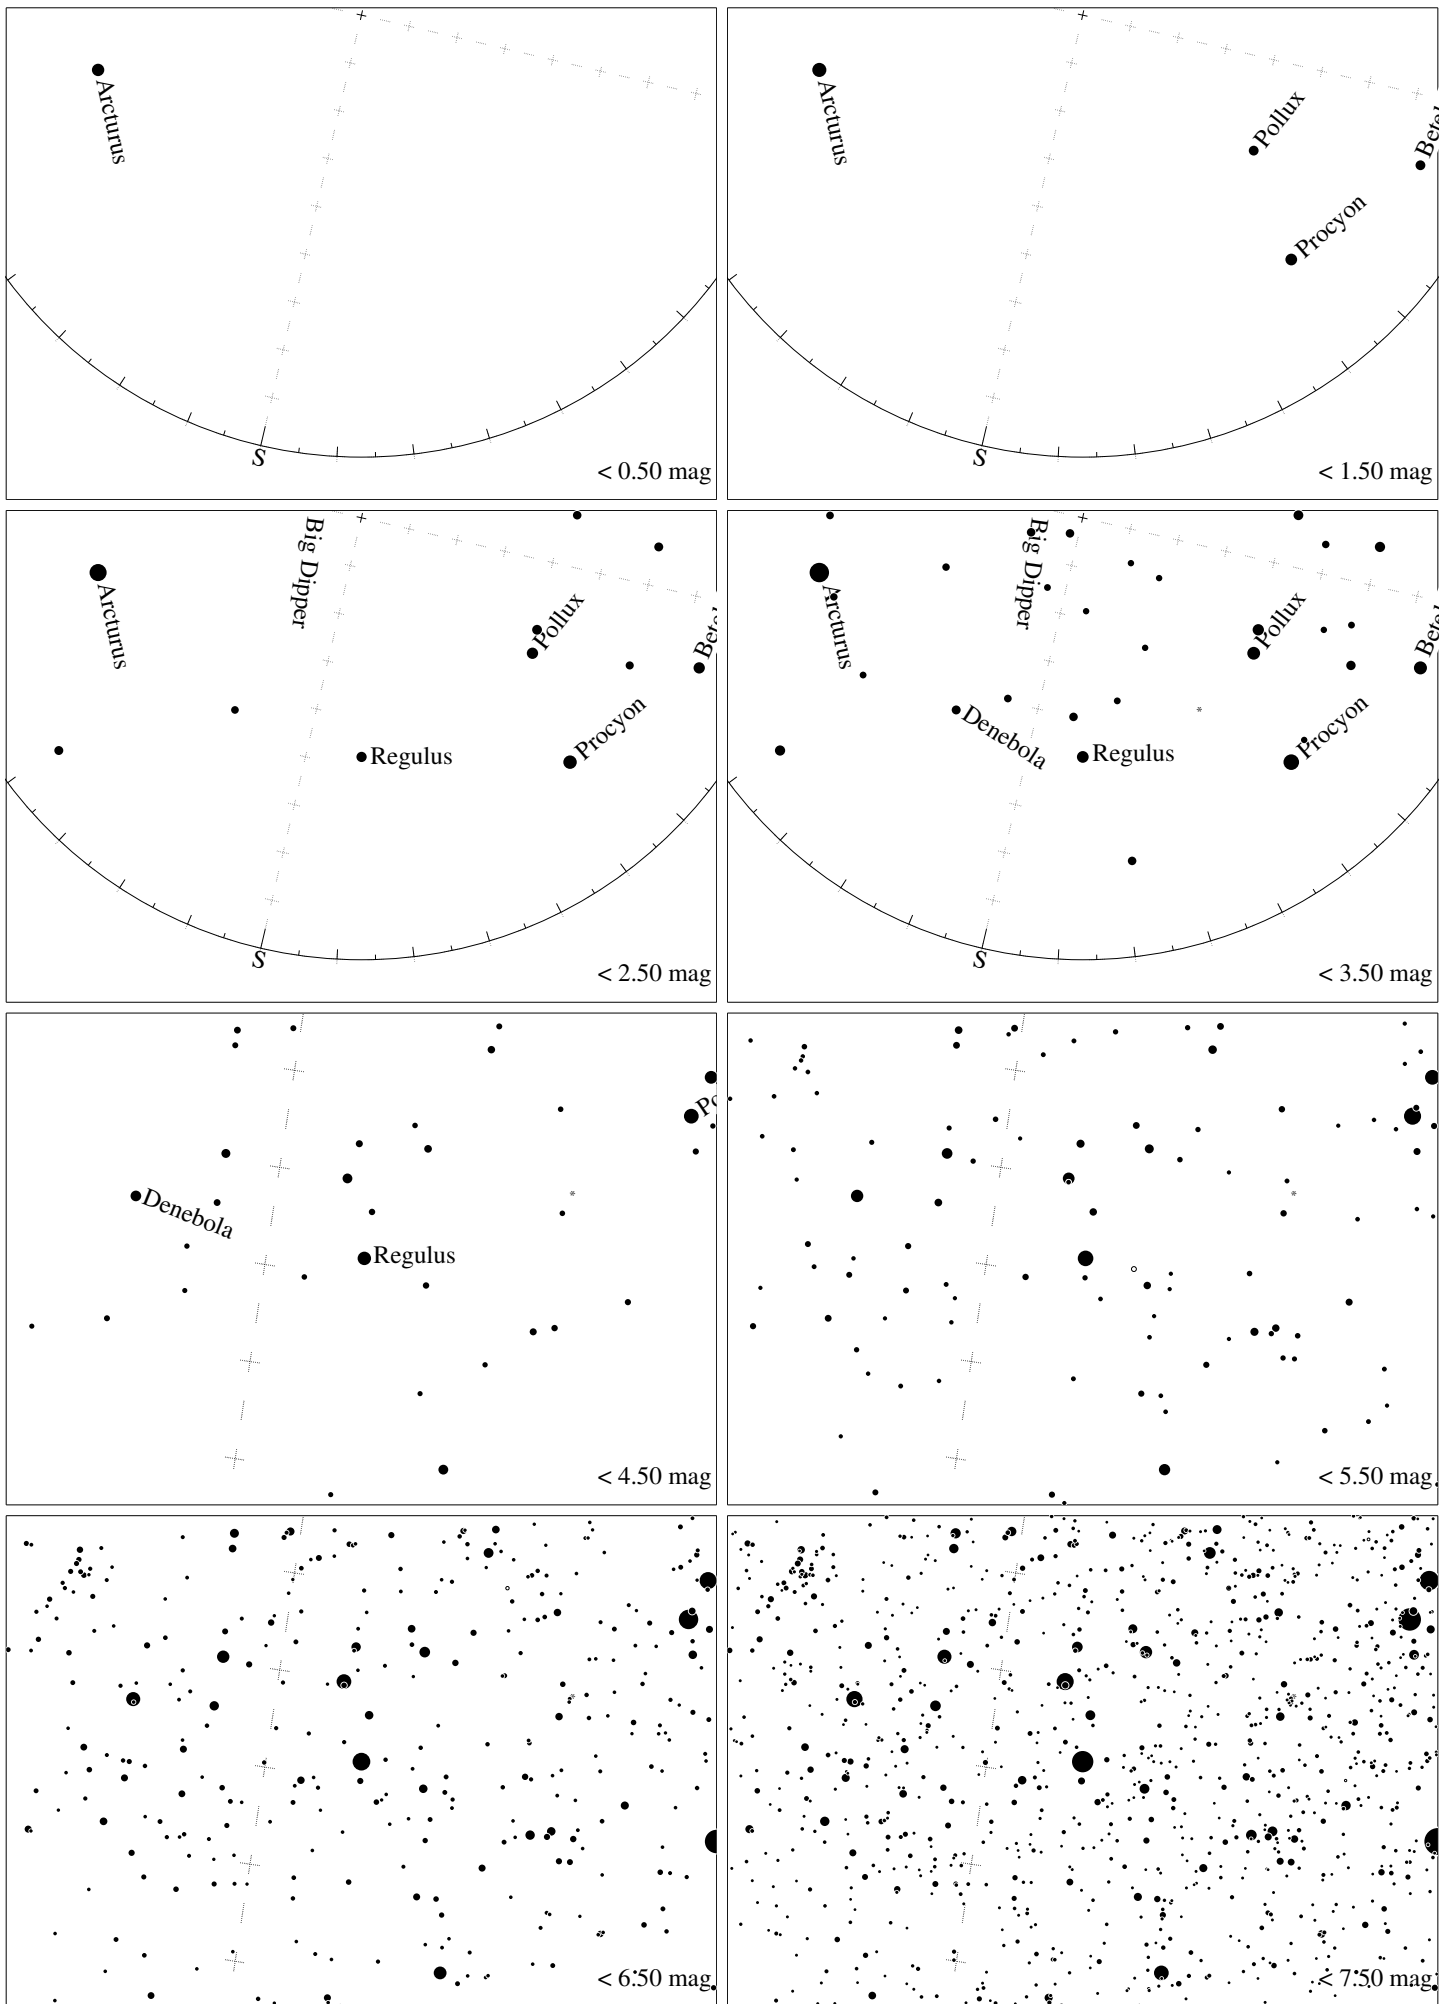 Arcturus
S
< 0.50 mag
Arcturus
Pollux
Procyon
S
< 1.50 mag
Big Dipper
Arcturus
Pollux
Procyon
Regulus
S
< 2.50 mag
Big Dipper
Arcturus
Pollux
Procyon
Denebola
Regulus
S
< 3.50 mag
Denebola
Regulus
< 4.50 mag
< 5.50 mag
< 6.50 mag
< 7.50 mag